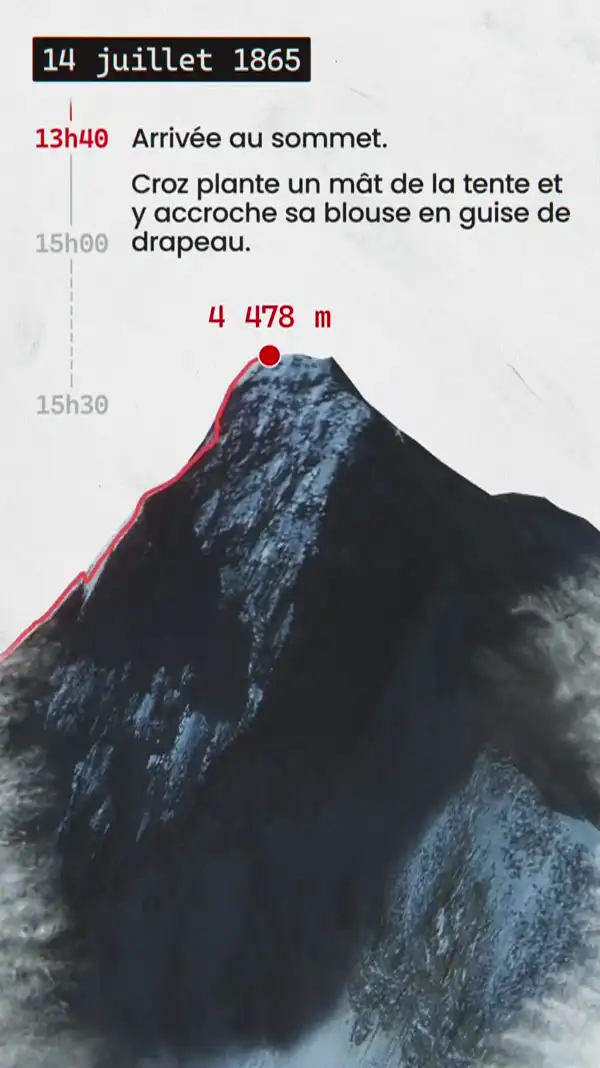 14 juillet 1865
13h40 Arrivée au sommet.
Croz plante un mât de la tente et
y accroche sa blouse en guise de
15h00 drapeau.
4 478 m
15h30